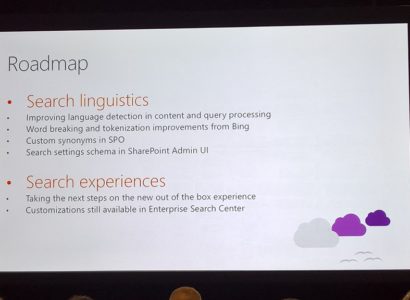 Roadmap
• Search linguistics
• Improving language detection in content and query processing
• Word breaking and tokenization improvements from Bing
• Custom synonyms in SPO
• Search settings schema in SharePoint Admin UI
• Search experiences
• Taking the next steps on the new out of the box experience
• Customizations still available in Enterprise Search Center